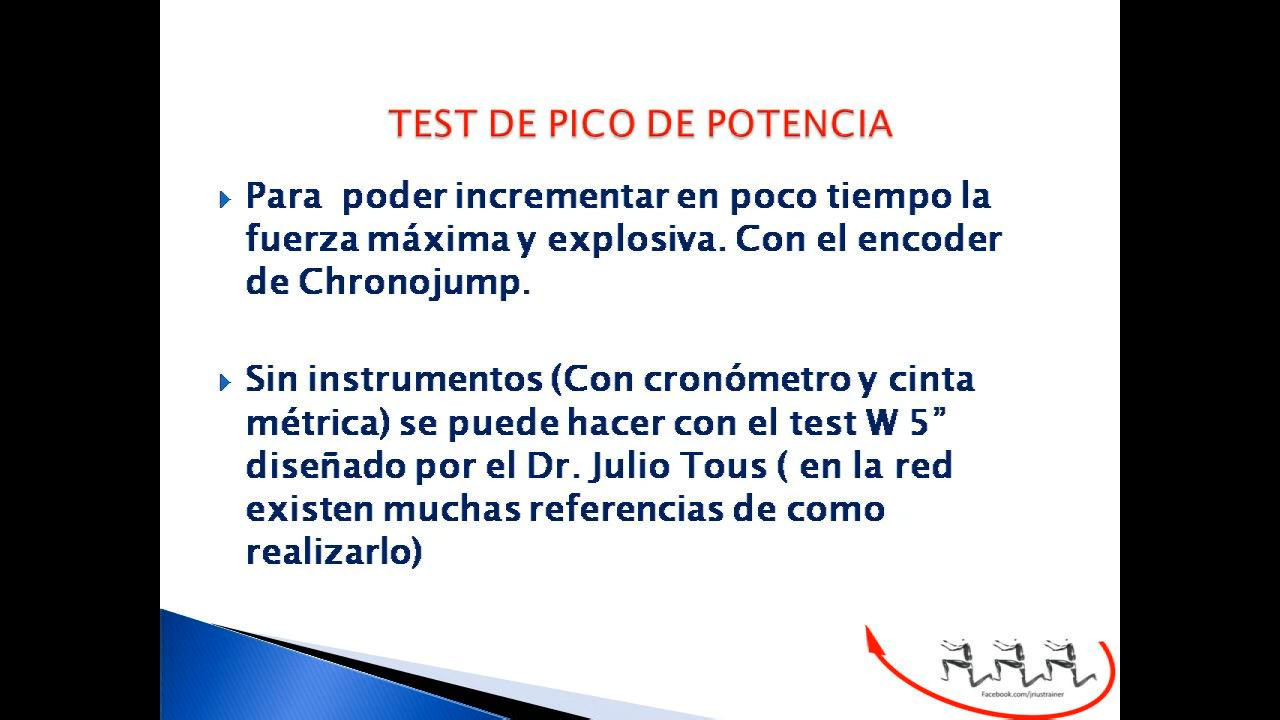 TEST DE PICO DE POTENCIA
Para poder incrementar en poco tiempo la
fuerza máxima y explosiva. Con el encoder
de Chronojump.
Sin instrumentos (Con cronómetro y cinta
métrica) se puede hacer con el test W 5”
diseñado por el Dr. Julio Tous ( en la red
existen muchas referencias de como
realizarlo)
Facebook.com/jriustrainer